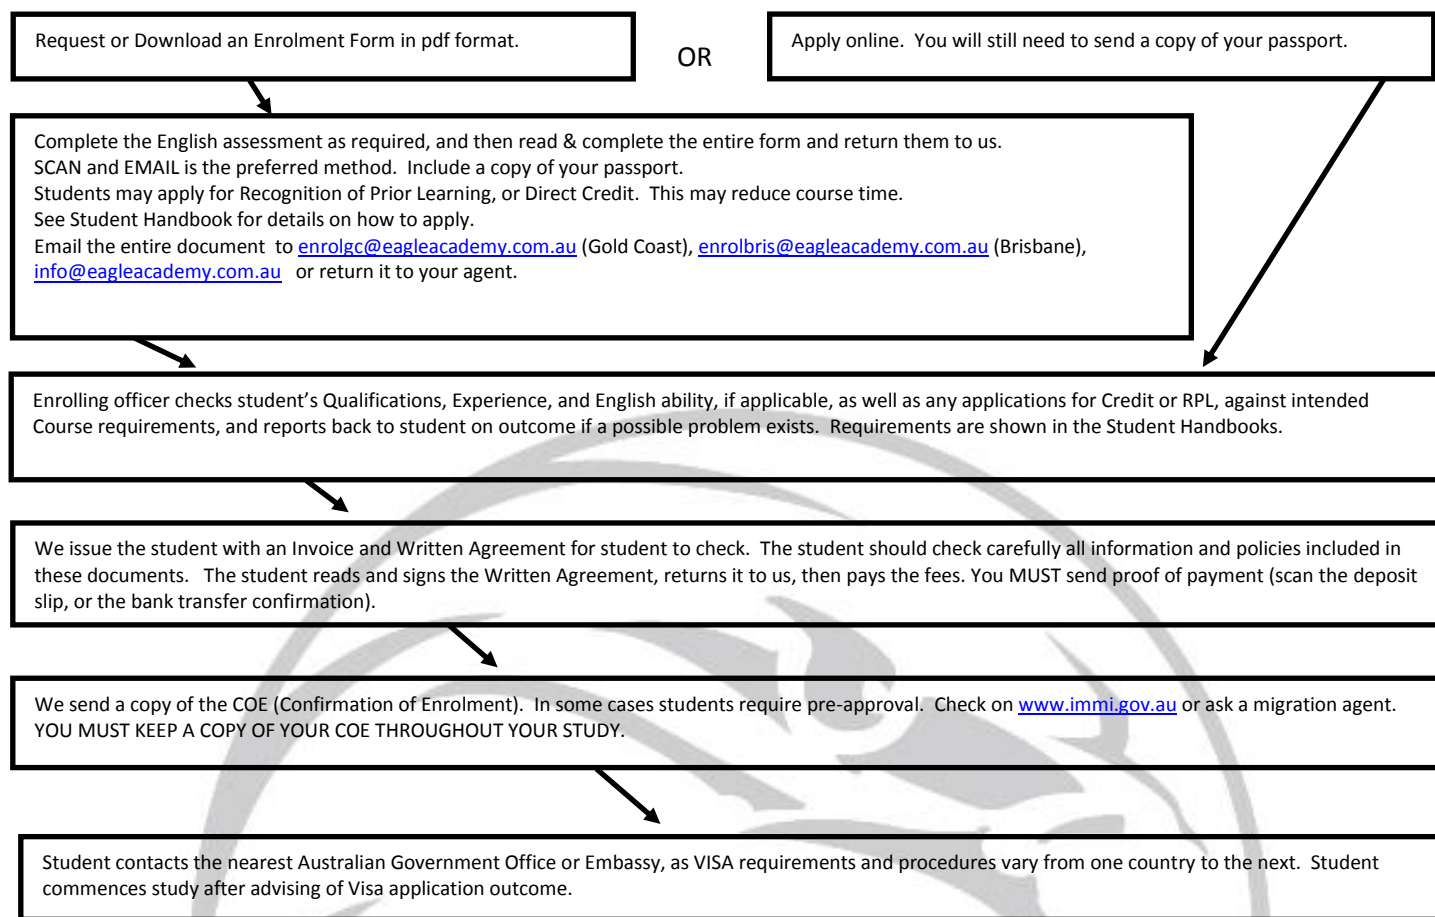 Request or Download an Enrolment Form in pdf format.
OR
Apply online.  You will still need to send a copy of your passport.
Complete the English assessment as required, and then read & complete the entire form and return them to us.
SCAN and EMAIL is the preferred method.  Include a copy of your passport.
Students may apply for Recognition of Prior Learning, or Direct Credit.  This may reduce course time.
See Student Handbook for details on how to apply.
Email the entire document  to enrolgc@eagleacademy.com.au (Gold Coast), enrolbris@eagleacademy.com.au (Brisbane),
info@eagleacademy.com.au   or return it to your agent.
Enrolling officer checks student's Qualifications, Experience, and English ability, if applicable, as well as any applications for Credit or RPL, against intended
Course requirements, and reports back to student on outcome if a possible problem exists.  Requirements are shown in the Student Handbooks.
We issue the student with an Invoice and Written Agreement for student to check.  The student should check carefully all information and policies included in
these documents.   The student reads and signs the Written Agreement, returns it to us, then pays the fees. You MUST send proof of payment (scan the deposit
slip, or the bank transfer confirmation).
We send a copy of the COE (Confirmation of Enrolment).  In some cases students require pre-approval.  Check on www.immi.gov.au or ask a migration agent.
YOU MUST KEEP A COPY OF YOUR COE THROUGHOUT YOUR STUDY.
Student contacts the nearest Australian Government Office or Embassy, as VISA requirements and procedures vary from one country to the next.  Student
commences study after advising of Visa application outcome.